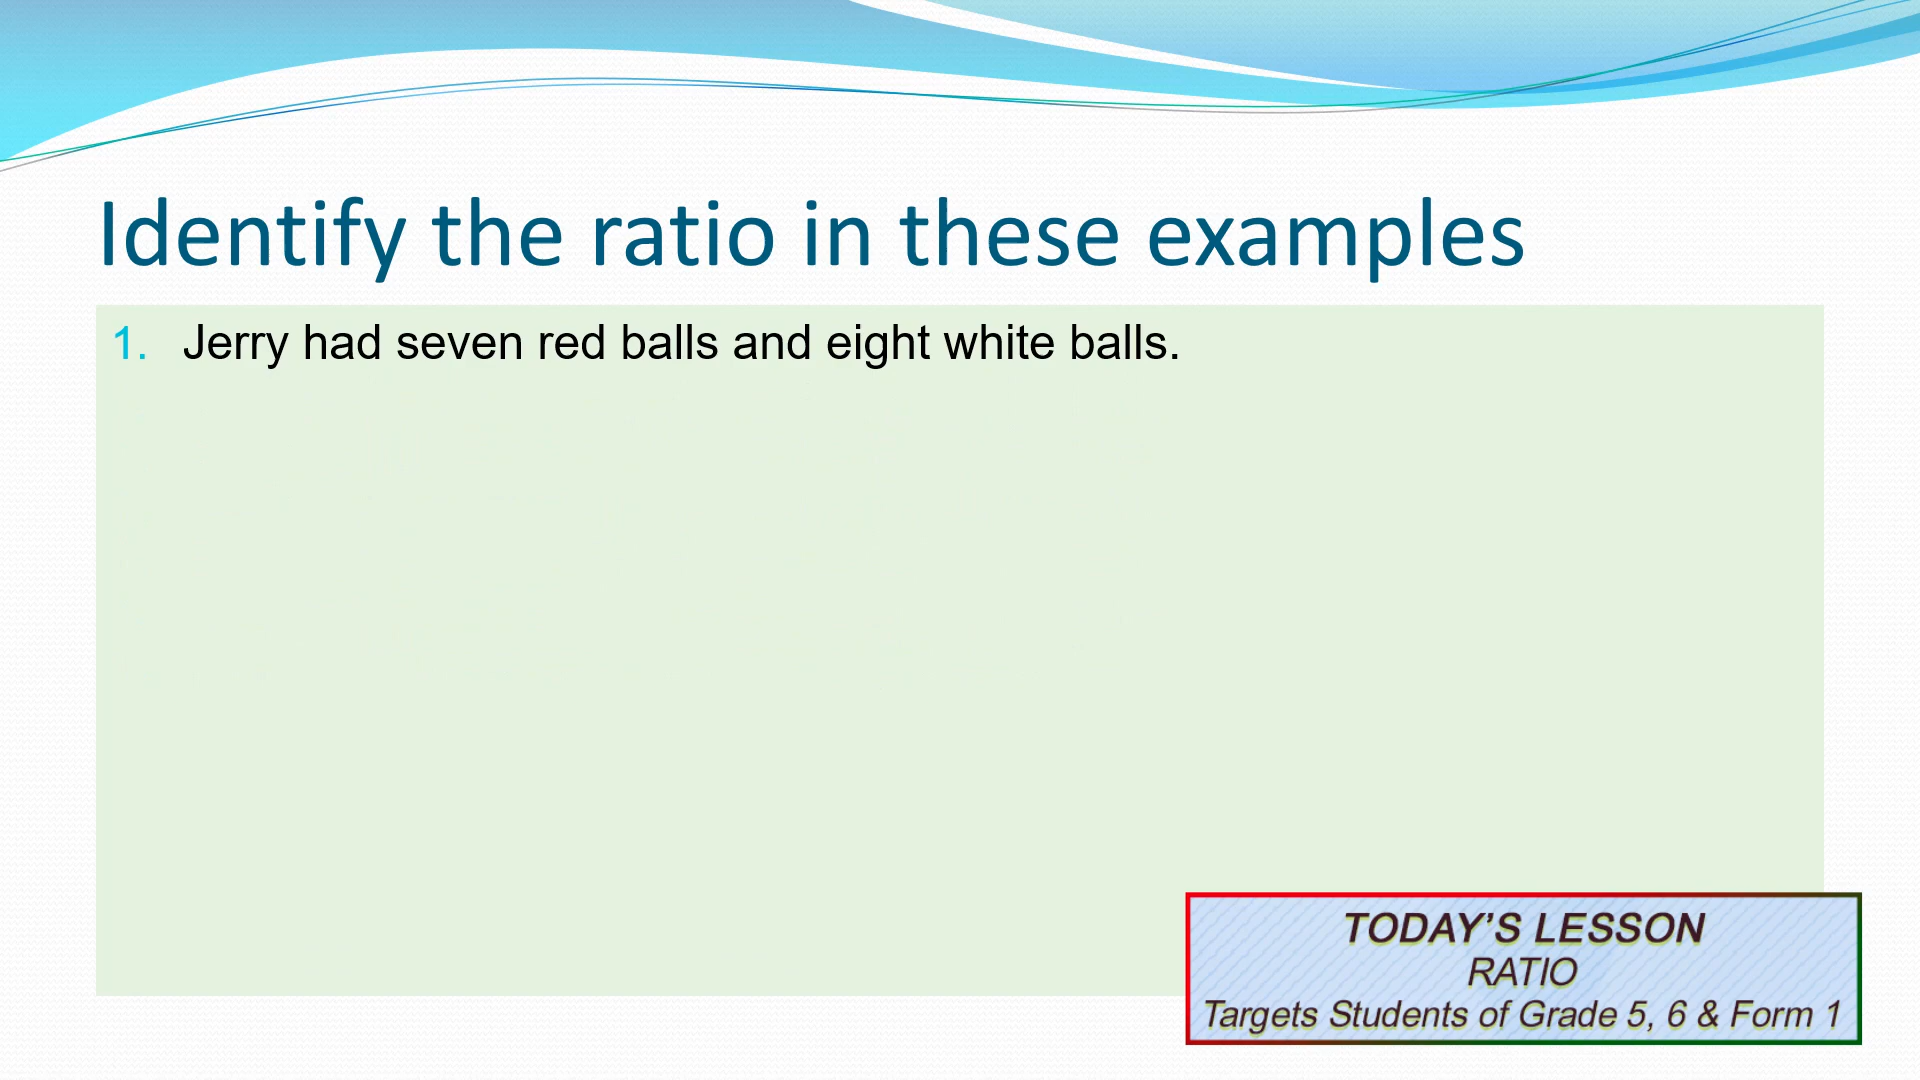 Identify the ratio in these examples
1. Jerry had seven red balls and eight white balls.
TODAY’S LESSON
RATIO
Targets Students of Grade 5, 6 & Form 1